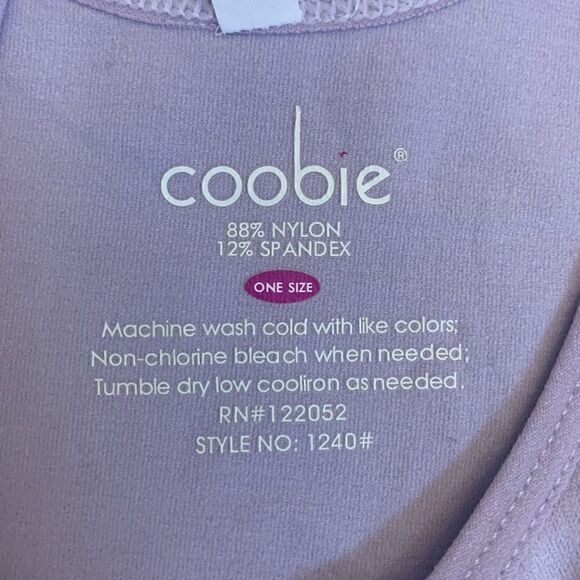 coobie®
88% NYLON
12% SPANDEX
ONE SIZE
Machine wash cold with like colors;
Non-chlorine bleach when needed;
Tumble dry low cooliron as needed.
RN#122052
STYLE NO: 1240#